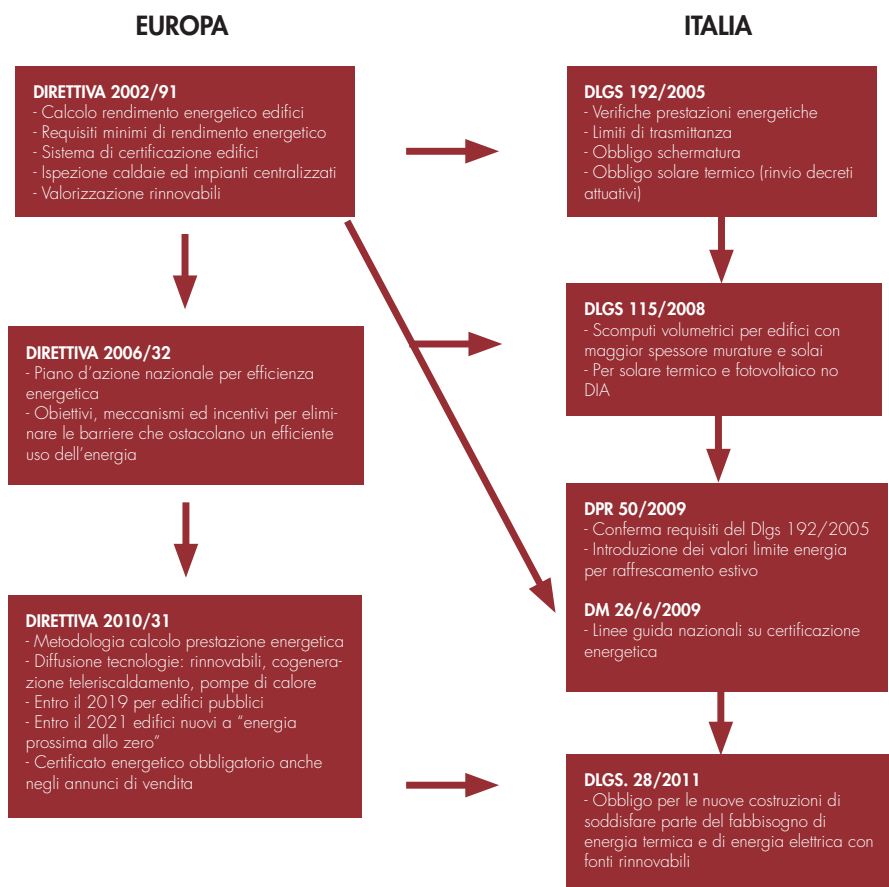 EUROPA
DIRETTIVA 2002/91
- Calcolo rendimento energetico edifici
- Requisiti minimi di rendimento energetico
- Sistema di certificazione edifici
- Ispezione caldaie ed impianti centralizzati
- Valorizzazione rinnovabili
DIRETTIVA 2006/32
- Piano d'azione nazionale per efficienza
energetica
- Obiettivi, meccanismi ed incentivi per elimi-
nare le barriere che ostacolano un efficiente
uso dell'energia
DIRETTIVA 2010/31
- Metodologia calcolo prestazione energetica
- Diffusione tecnologie: rinnovabili, cogenera-
zione teleriscaldamento, pompe di calore
- Entro il 2019 per edifici pubblici
- Entro il 2021 edifici nuovi a "energia
prossima allo zero"
- Certificato energetico obbligatorio anche
negli annunci di vendita
ITALIA
DLGS 192/2005
- Verifiche prestazioni energetiche
- Limiti di trasmittanza
- Obbligo schermatura
- Obbligo solare termico (rinvio decreti
attuativi)
DLGS 115/2008
- Scomputi volumetrici per edifici con
maggior spessore murature e solai
- Per solare termico e fotovoltaico no
DIA
DPR 50/2009
- Conferma requisiti del Dlgs 192/2005
- Introduzione dei valori limite energia
per raffrescamento estivo
DM 26/6/2009
- Linee guida nazionali su certificazione
energetica
DLGS. 28/2011
- Obbligo per le nuove costruzioni di
soddisfare parte del fabbisogno di
energia termica e di energia elettrica con
fonti rinnovabili